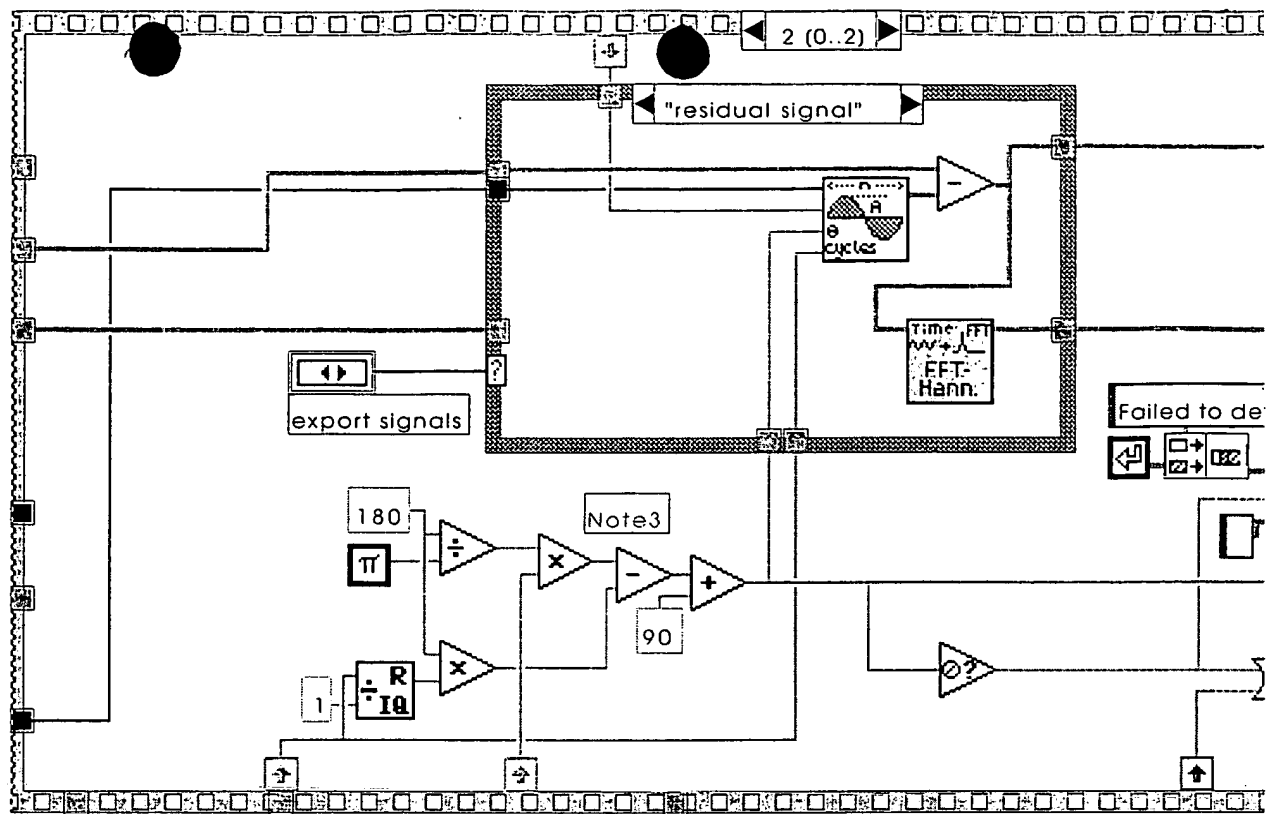 2 (0..2)
"residual signal"
n
A
θ
cycles
Time FFT
FFT-
Hann.
export signals
?
Failed to de
180
Note3
÷
π
x
-
+
90
x
?
R
÷ IQ
1